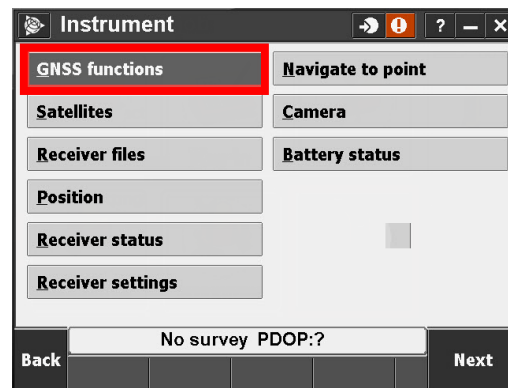 Instrument ? – ×
GNSS functions
Navigate to point
Satellites
Camera
Receiver files
Battery status
Position
Receiver status
Receiver settings
No survey PDOP:?
Back
Next